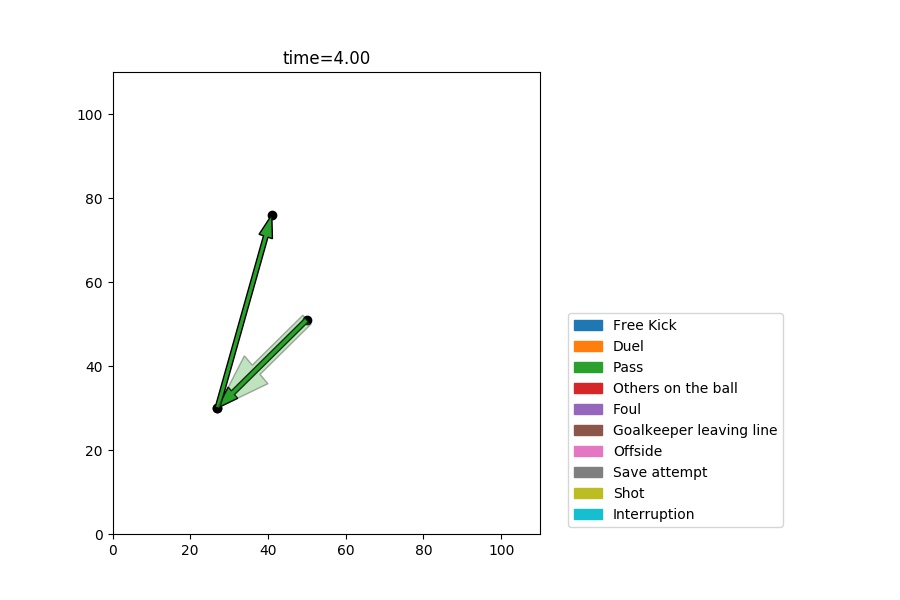 time=4.00
100
80
60
40
20
0
0 20 40 60 80 100
Free Kick
Duel
Pass
Others on the ball
Foul
Goalkeeper leaving line
Offside
Save attempt
Shot
Interruption